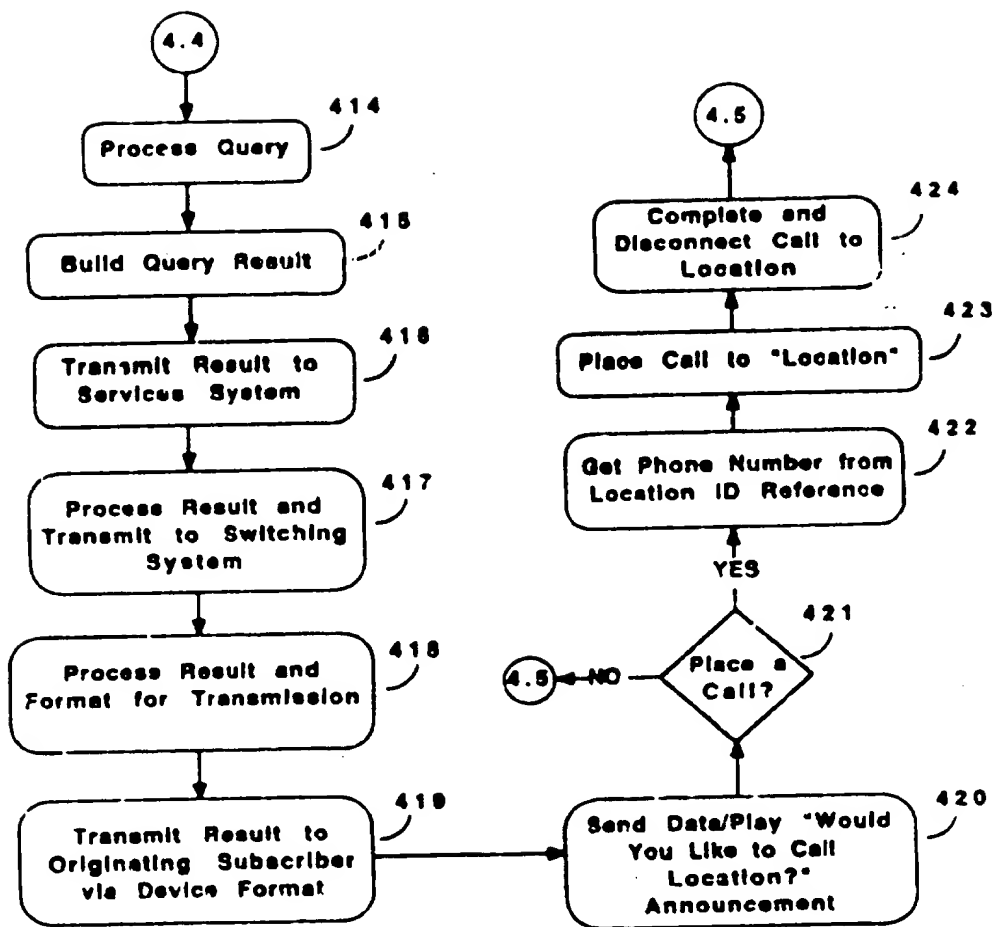 4.4
414
Process Query
415
Build Query Result
416
Transmit Result to
Services System
417
Process Result and
Transmit to Switching
System
418
Process Result and
Format for Transmission
419
Transmit Result to
Originating Subscriber
via Device Format
420
Send Data/Play "Would
You Like to Call
Location?"
Announcement
421
Place a
Call?
NO
4.5
YES
422
Get Phone Number from
Location ID Reference
423
Place Call to "Location"
424
Complete and
Disconnect Call to
Location
4.5